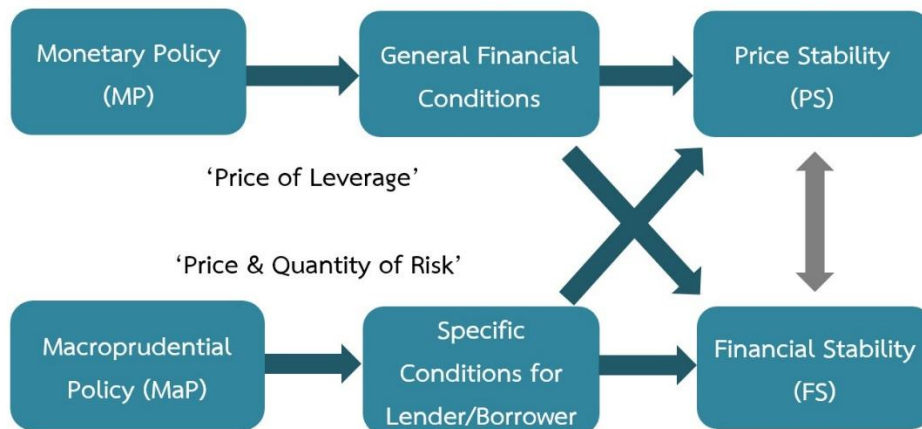 Monetary Policy
(MP)
General Financial
Conditions
Price Stability
(PS)
‘Price of Leverage’
‘Price & Quantity of Risk’
Macroprudential
Policy (MaP)
Specific
Conditions for
Lender/Borrower
Financial Stability
(FS)